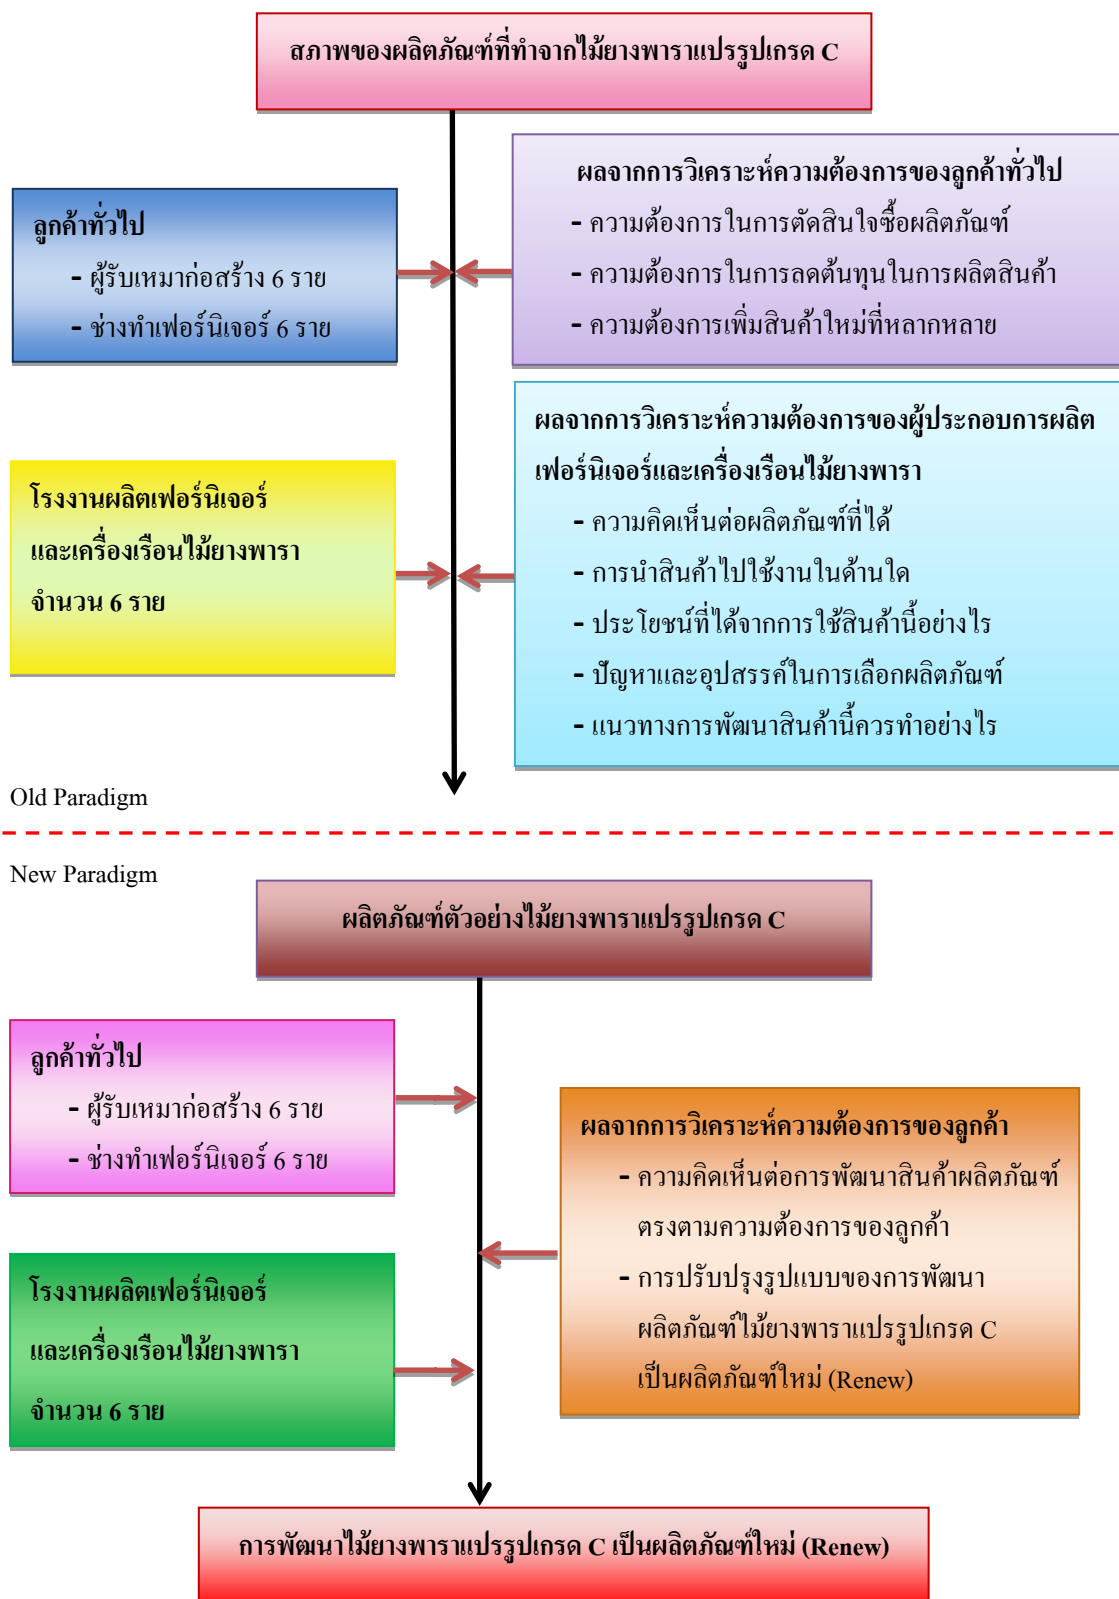 สภาพของผลิตภัณฑ์ที่ทำจากไม้ยางพาราแปรรูปเกรด C
ลูกค้าทั่วไป
- ผู้รับเหมาก่อสร้าง 6 ราย
- ช่างทำเฟอร์นิเจอร์ 6 ราย
ผลจากการวิเคราะห์ความต้องการของลูกค้าทั่วไป
- ความต้องการในการตัดสินใจซื้อผลิตภัณฑ์
- ความต้องการในการลดต้นทุนในการผลิตสินค้า
- ความต้องการเพิ่มสินค้าใหม่ที่หลากหลาย
โรงงานผลิตเฟอร์นิเจอร์
และเครื่องเรือนไม้ยางพารา
จำนวน 6 ราย
ผลจากการวิเคราะห์ความต้องการของผู้ประกอบการผลิต
เฟอร์นิเจอร์และเครื่องเรือนไม้ยางพารา
- ความคิดเห็นต่อผลิตภัณฑ์ที่ได้
- การนำสินค้าไปใช้งานในด้านใด
- ประโยชน์ที่ได้จากการใช้สินค้านี้อย่างไร
- ปัญหาและอุปสรรค์ในการเลือกผลิตภัณฑ์
- แนวทางการพัฒนาสินค้านี้ควรทำอย่างไร
Old Paradigm
New Paradigm
ผลิตภัณฑ์ตัวอย่างไม้ยางพาราแปรรูปเกรด C
ลูกค้าทั่วไป
- ผู้รับเหมาก่อสร้าง 6 ราย
- ช่างทำเฟอร์นิเจอร์ 6 ราย
ผลจากการวิเคราะห์ความต้องการของลูกค้า
- ความคิดเห็นต่อการพัฒนาสินค้าผลิตภัณฑ์
ตรงตามความต้องการของลูกค้า
- การปรับปรุงรูปแบบของการพัฒนา
ผลิตภัณฑ์ไม้ยางพาราแปรรูปเกรด C
เป็นผลิตภัณฑ์ใหม่ (Renew)
โรงงานผลิตเฟอร์นิเจอร์
และเครื่องเรือนไม้ยางพารา
จำนวน 6 ราย
การพัฒนาไม้ยางพาราแปรรูปเกรด C เป็นผลิตภัณฑ์ใหม่ (Renew)